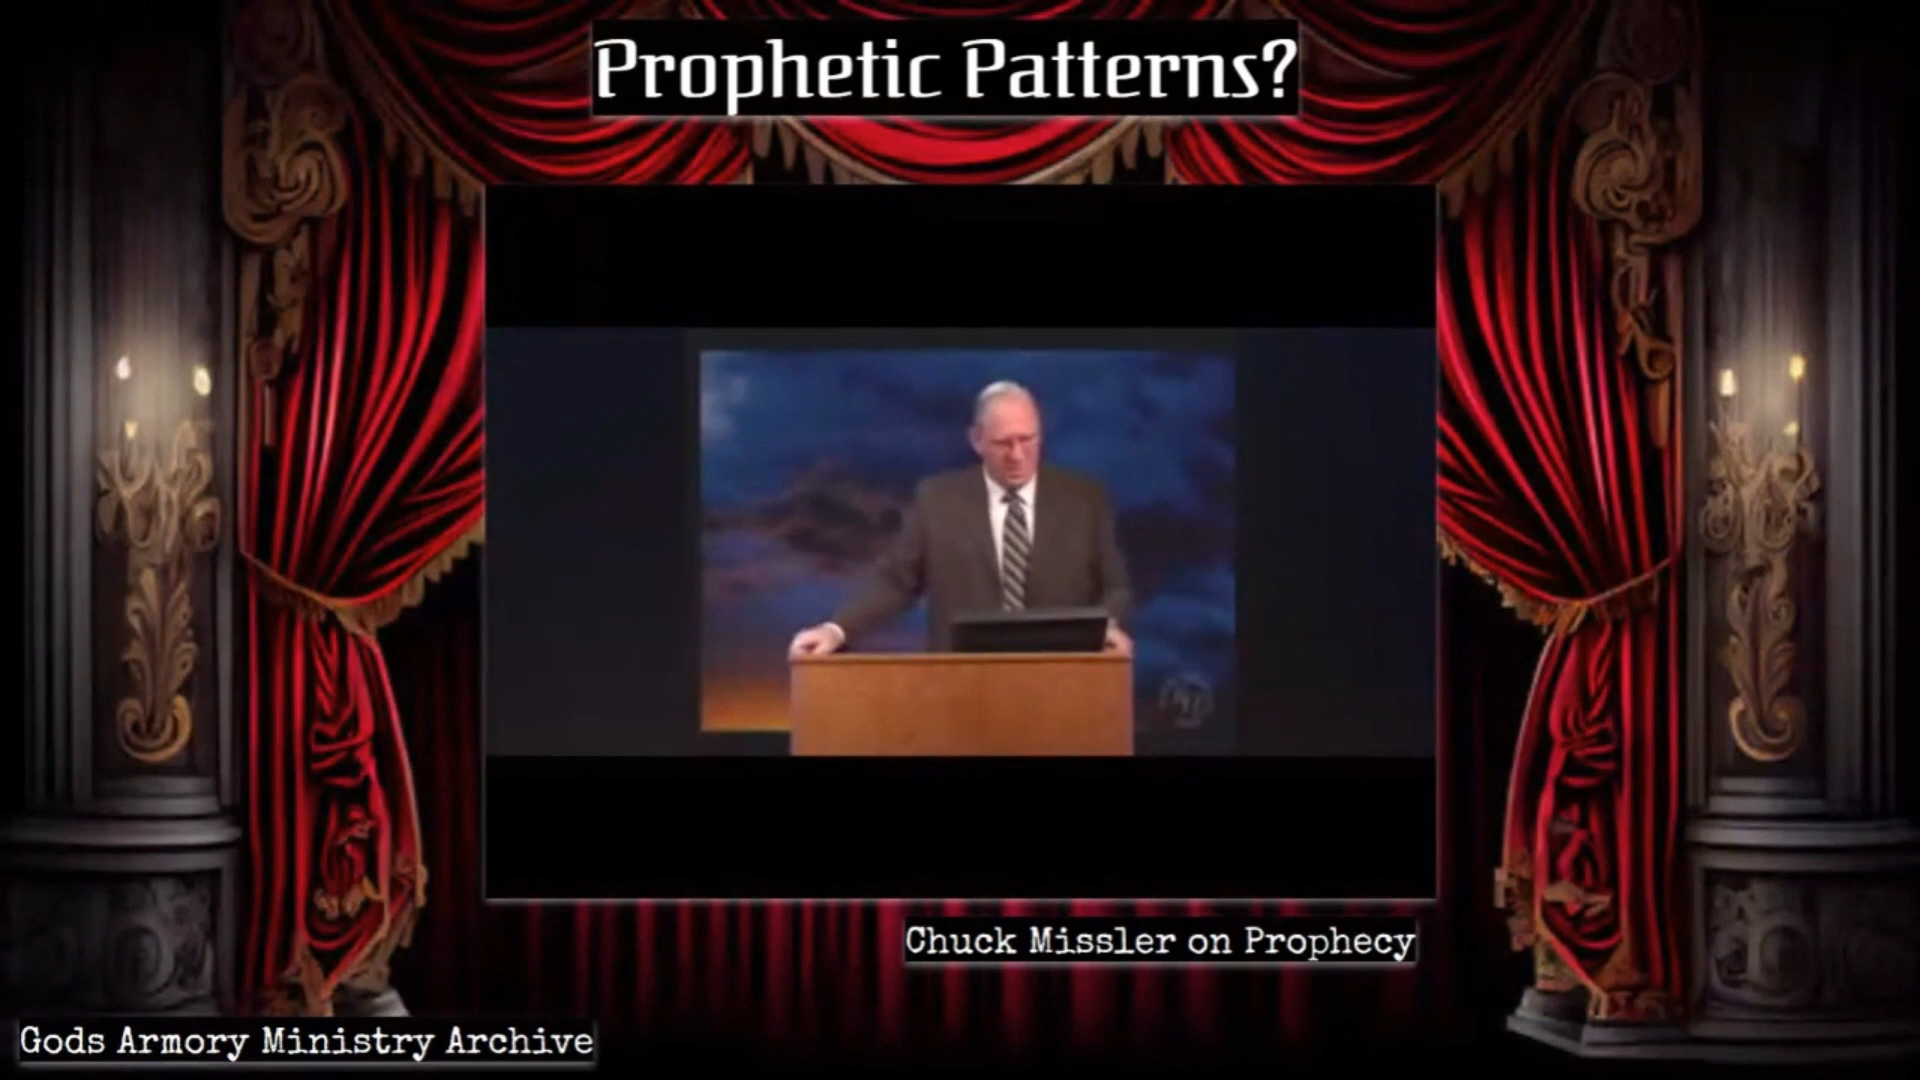 Prophetic Patterns?
Chuck Missler on Prophecy
Gods Armory Ministry Archive